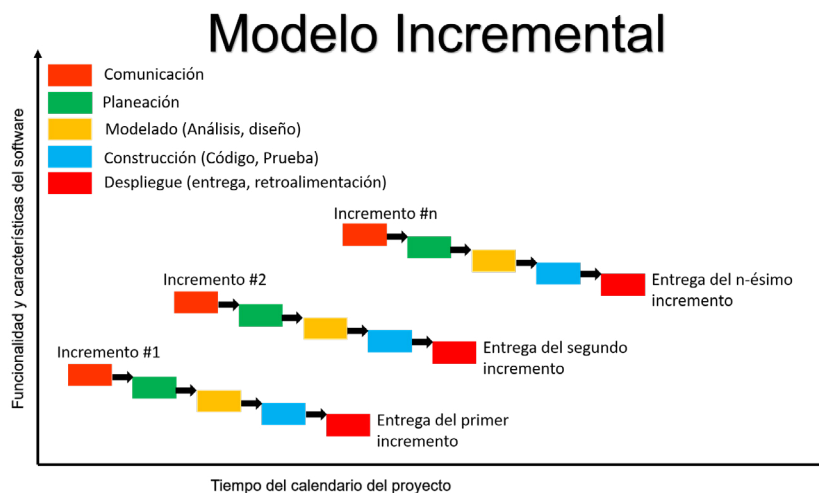 Modelo Incremental
Comunicación
Planeación
Modelado (Análisis, diseño)
Construcción (Código, Prueba)
Despliegue (entrega, retroalimentación)
Funcionalidad y características del software
Incremento #n
Entrega del n-ésimo
incremento
Incremento #2
Entrega del segundo
incremento
Incremento #1
Entrega del primer
incremento
Tiempo del calendario del proyecto